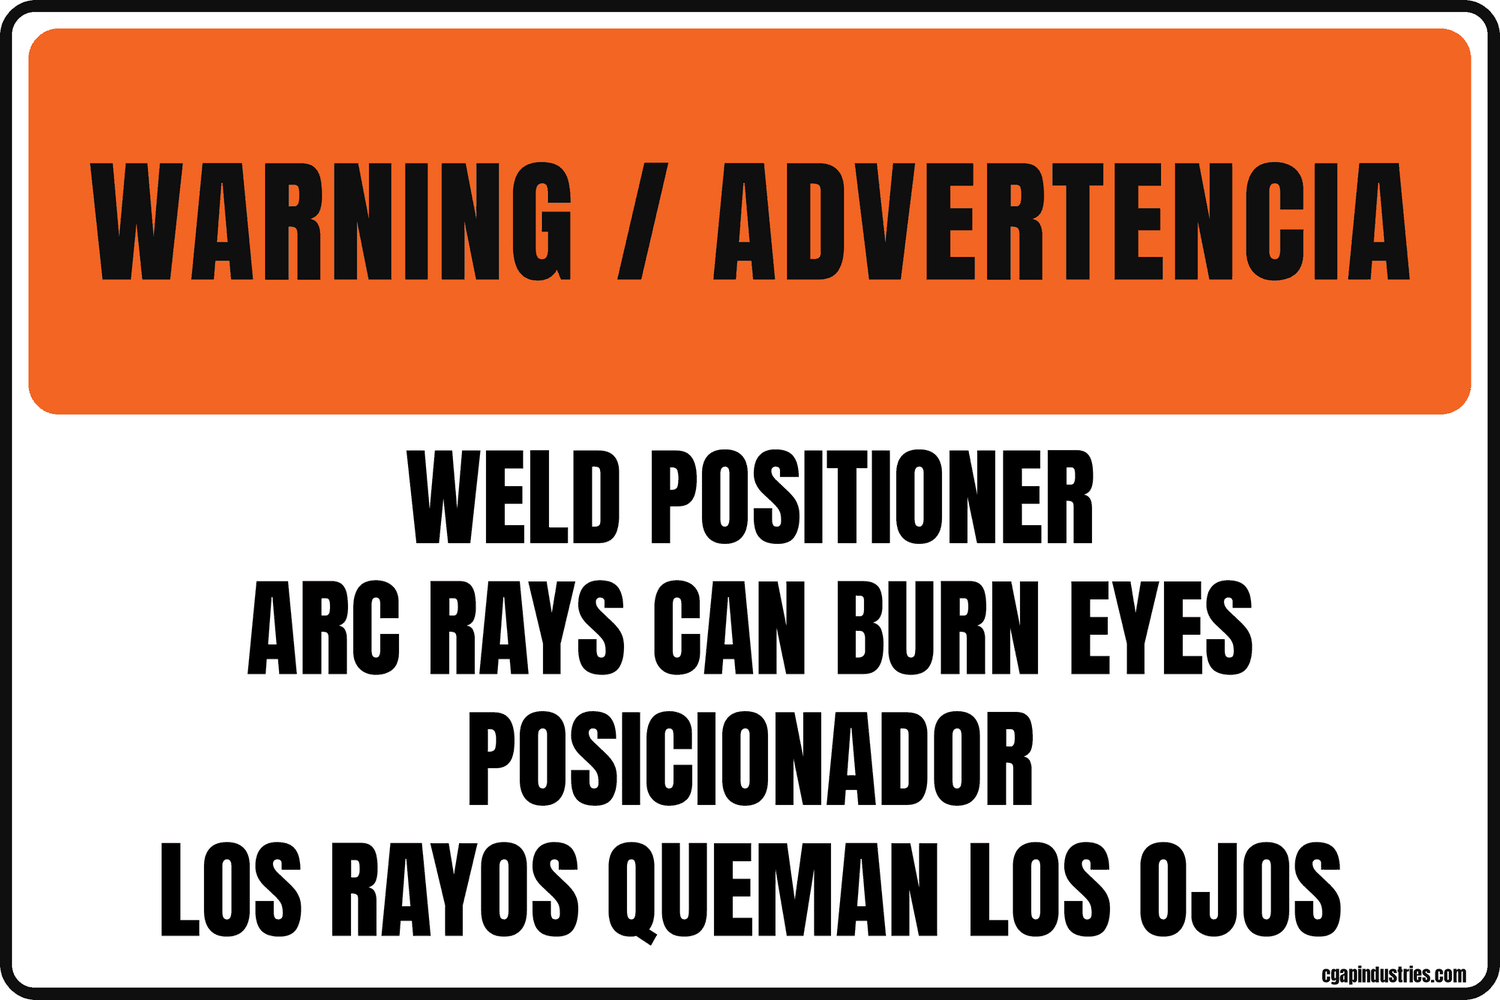 WARNING / ADVERTENCIA
WELD POSITIONER
ARC RAYS CAN BURN EYES
POSICIONADOR
LOS RAYOS QUEMAN LOS OJOS
cgapindustries.com